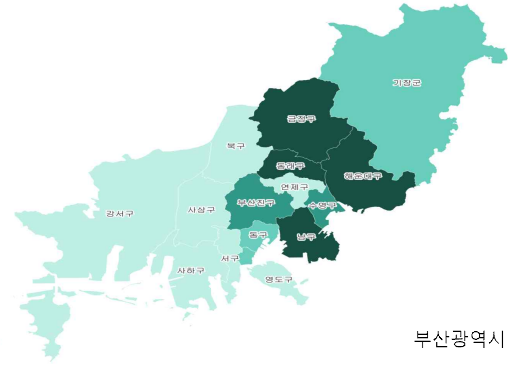 기장군
금정구
북구
동래구
해운대구
연제구
강서구
사상구
부산진구
수영구
동구
남구
서구
사하구
영도구
부산광역시